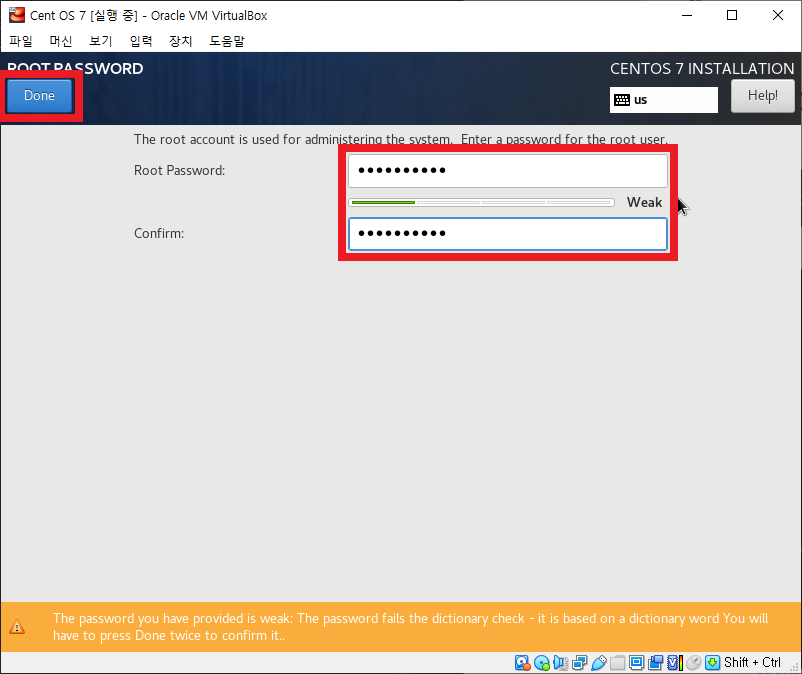 Cent OS 7 [실행 중] - Oracle VM VirtualBox
파일 머신 보기 입력 장치 도움말
ROOT PASSWORD
CENTOS 7 INSTALLATION
Done
us
Help!
The root account is used for administering the system. Enter a password for the root user.
Root Password:
••••••••••
Weak
Confirm:
••••••••••
The password you have provided is weak: The password fails the dictionary check - it is based on a dictionary word You will
have to press Done twice to confirm it..
Shift + Ctrl